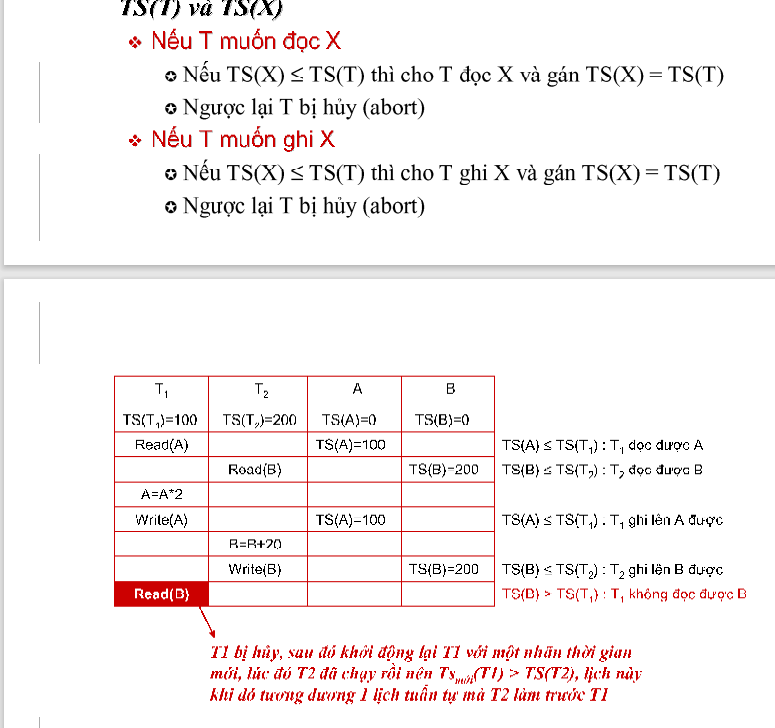 TS(T) và TS(X)
❖ Nếu T muốn đọc X
✪ Nếu TS(X) ≤ TS(T) thì cho T đọc X và gán TS(X) = TS(T)
✪ Ngược lại T bị hủy (abort)
❖ Nếu T muốn ghi X
✪ Nếu TS(X) ≤ TS(T) thì cho T ghi X và gán TS(X) = TS(T)
✪ Ngược lại T bị hủy (abort)
T₁ T₂ A B
TS(T₁)=100 TS(T₂)=200 TS(A)=0 TS(B)=0
Read(A) TS(A)=100 TS(A) ≤ TS(T₁) : T₁ đọc được A
Read(B) TS(B)=200 TS(B) ≤ TS(T₂) : T₂ đọc được B
A=A*2
Write(A) TS(A)=100 TS(A) ≤ TS(T₁) : T₁ ghi lên A được
B=B+20
Write(B) TS(B)=200 TS(B) ≤ TS(T₂) : T₂ ghi lên B được
Read(B) TS(B) > TS(T₁) : T₁ không đọc được B
T1 bị hủy, sau đó khởi động lại T1 với một nhãn thời gian
mới, lúc đó T2 đã chạy rồi nên Tsₘớᵢ(T1) > TS(T2), lịch này
khi đó tương đương 1 lịch tuần tự mà T2 làm trước T1